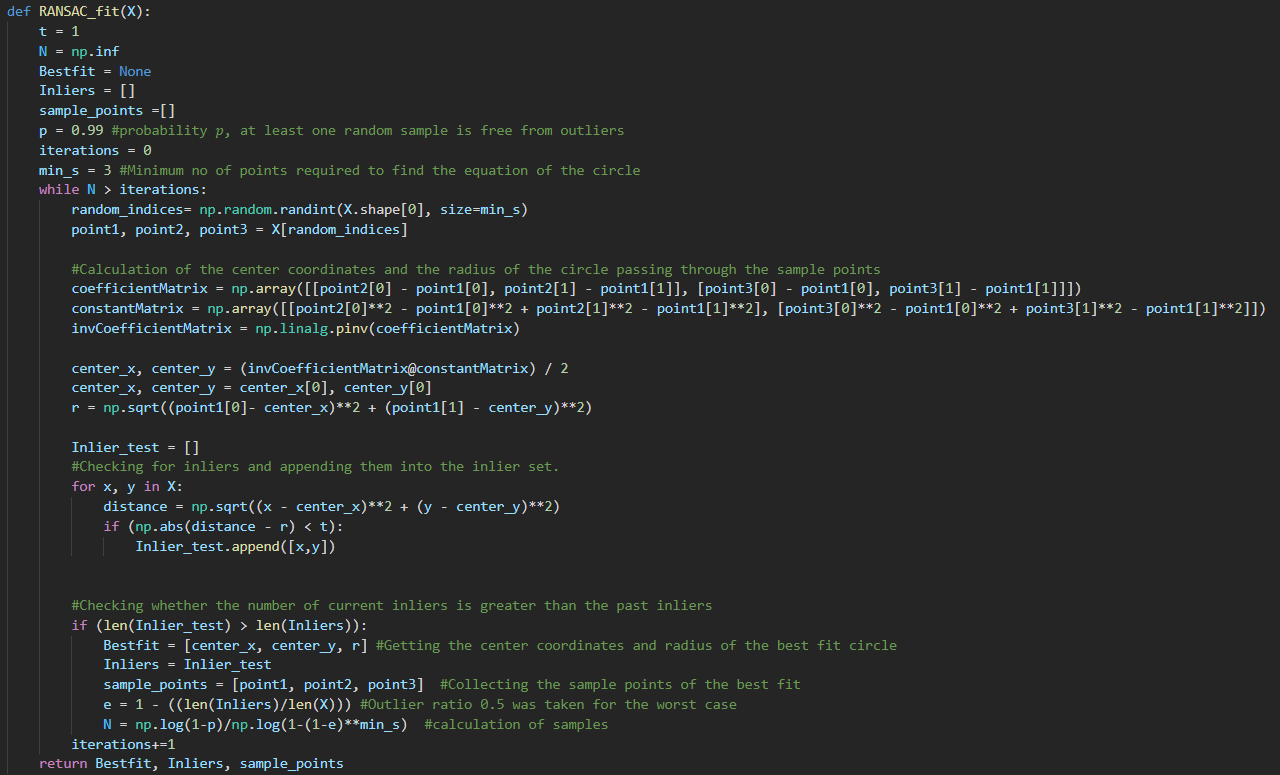 def RANSAC_fit(X):
    t = 1
    N = np.inf
    Bestfit = None
    Inliers = []
    sample_points =[]
    p = 0.99 #probability p, at least one random sample is free from outliers
    iterations = 0
    min_s = 3 #Minimum no of points required to find the equation of the circle
    while N > iterations:
        random_indices= np.random.randint(X.shape[0], size=min_s)
        point1, point2, point3 = X[random_indices]

        #Calculation of the center coordinates and the radius of the circle passing through the sample points
        coefficientMatrix = np.array([[point2[0] - point1[0], point2[1] - point1[1]], [point3[0] - point1[0], point3[1] - point1[1]]])
        constantMatrix = np.array([[point2[0]**2 - point1[0]**2 + point2[1]**2 - point1[1]**2], [point3[0]**2 - point1[0]**2 + point3[1]**2 - point1[1]**2]])
        invCoefficientMatrix = np.linalg.pinv(coefficientMatrix)

        center_x, center_y = (invCoefficientMatrix@constantMatrix) / 2
        center_x, center_y = center_x[0], center_y[0]
        r = np.sqrt((point1[0]- center_x)**2 + (point1[1] - center_y)**2)

        Inlier_test = []
        #Checking for inliers and appending them into the inlier set.
        for x, y in X:
            distance = np.sqrt((x - center_x)**2 + (y - center_y)**2)
            if (np.abs(distance - r) < t):
                Inlier_test.append([x,y])


        #Checking whether the number of current inliers is greater than the past inliers
        if (len(Inlier_test) > len(Inliers)):
            Bestfit = [center_x, center_y, r] #Getting the center coordinates and radius of the best fit circle
            Inliers = Inlier_test
            sample_points = [point1, point2, point3]  #Collecting the sample points of the best fit
            e = 1 - ((len(Inliers)/len(X))) #Outlier ratio 0.5 was taken for the worst case
            N = np.log(1-p)/np.log(1-(1-e)**min_s)  #calculation of samples
        iterations+=1
    return Bestfit, Inliers, sample_points